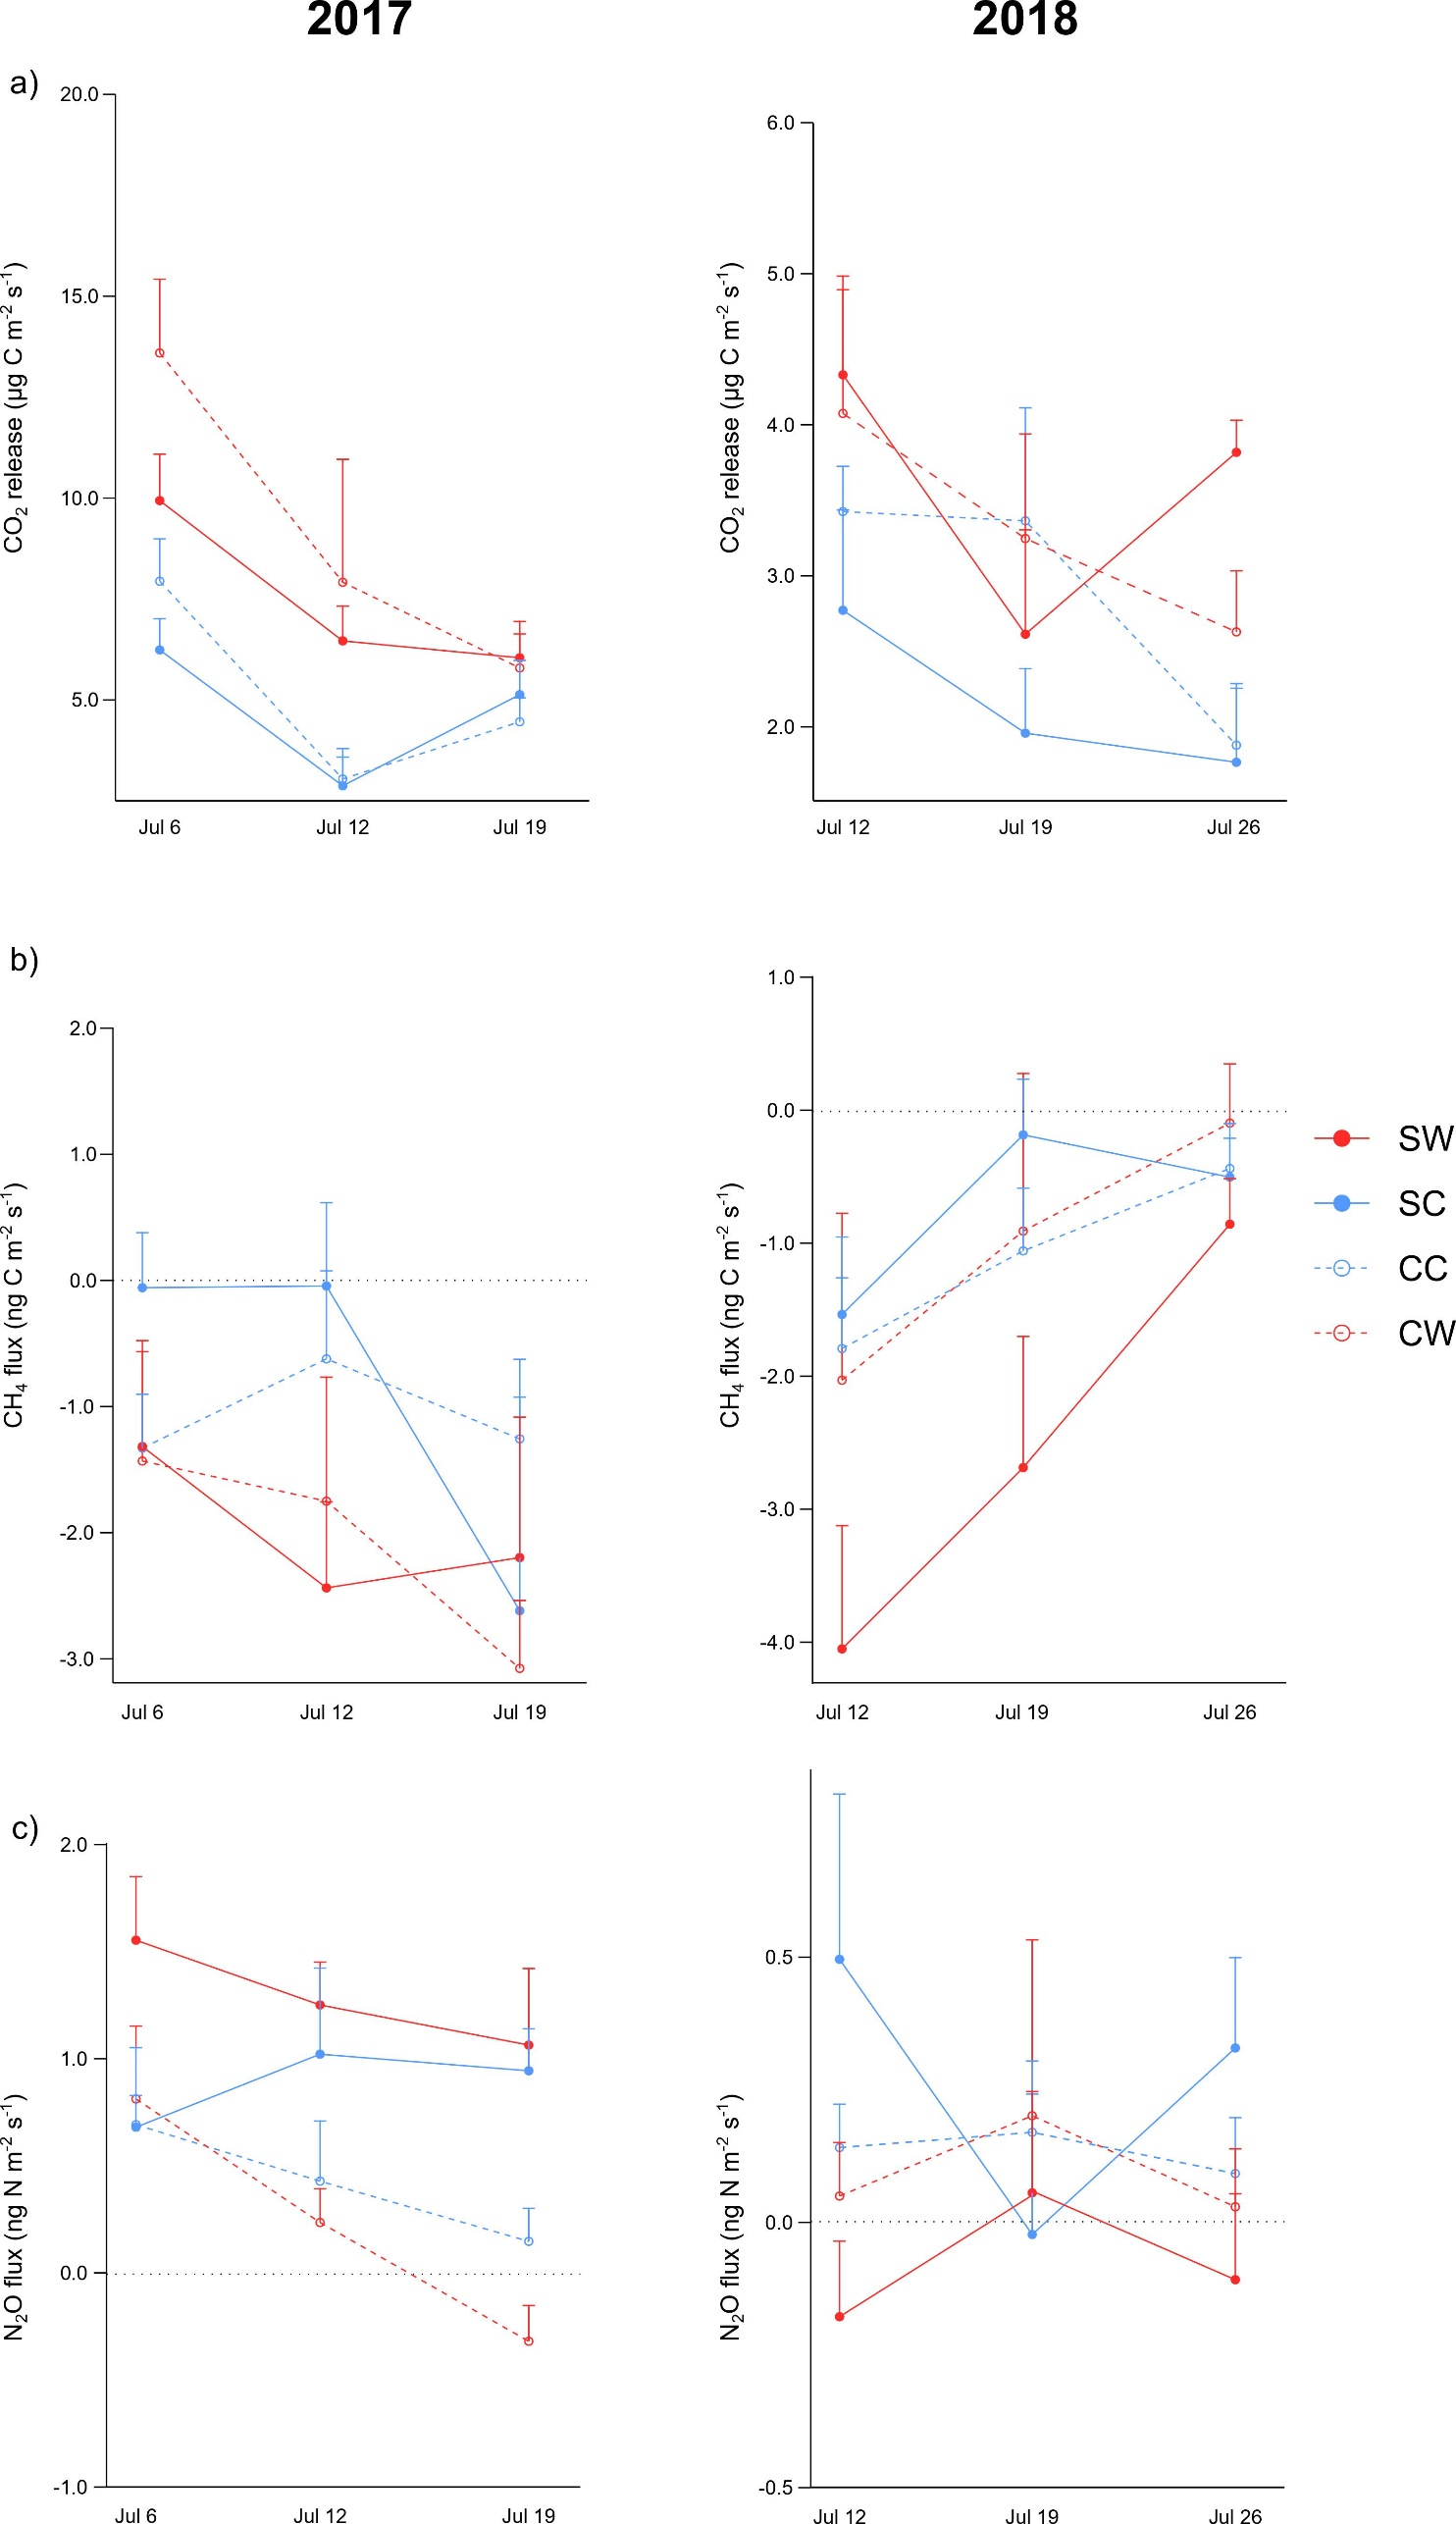 2017 2018
a)
20.0
15.0
10.0
5.0
CO2 release (µg C m-2 s-1)
Jul 6 Jul 12 Jul 19
6.0
5.0
4.0
3.0
2.0
CO2 release (µg C m-2 s-1)
Jul 12 Jul 19 Jul 26
b)
2.0
1.0
0.0
-1.0
-2.0
-3.0
CH4 flux (ng C m-2 s-1)
Jul 6 Jul 12 Jul 19
1.0
0.0
-1.0
-2.0
-3.0
-4.0
CH4 flux (ng C m-2 s-1)
Jul 12 Jul 19 Jul 26
SW
SC
CC
CW
c)
2.0
1.0
0.0
-1.0
N2O flux (ng N m-2 s-1)
Jul 6 Jul 12 Jul 19
0.5
0.0
-0.5
N2O flux (ng N m-2 s-1)
Jul 12 Jul 19 Jul 26